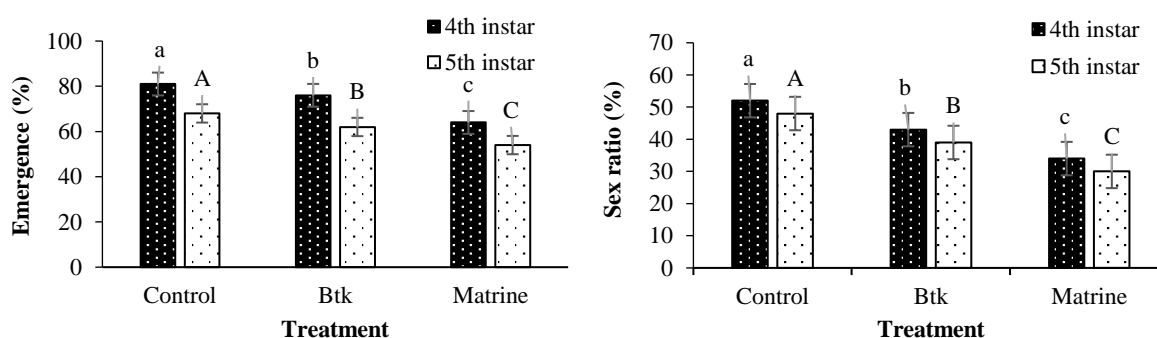 Emergence (%)
100
80
60
40
20
0
4th instar
5th instar
a
A
b
B
c
C
Control
Btk
Matrine
Treatment
Sex ratio (%)
70
60
50
40
30
20
10
0
4th instar
5th instar
a
A
b
B
c
C
Control
Btk
Matrine
Treatment